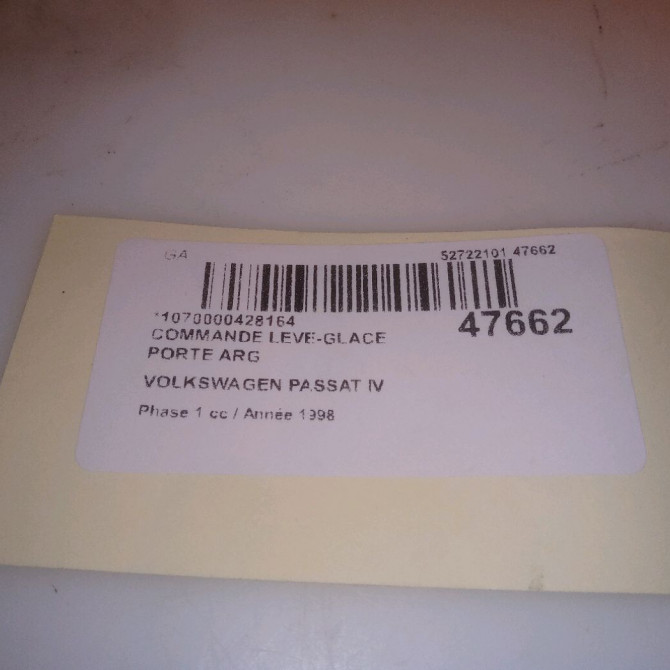 GA 52722101 47662
*1070000428164 47662
COMMANDE LEVE-GLACE
PORTE ARG
VOLKSWAGEN PASSAT IV
Phase 1 cc / Année 1998